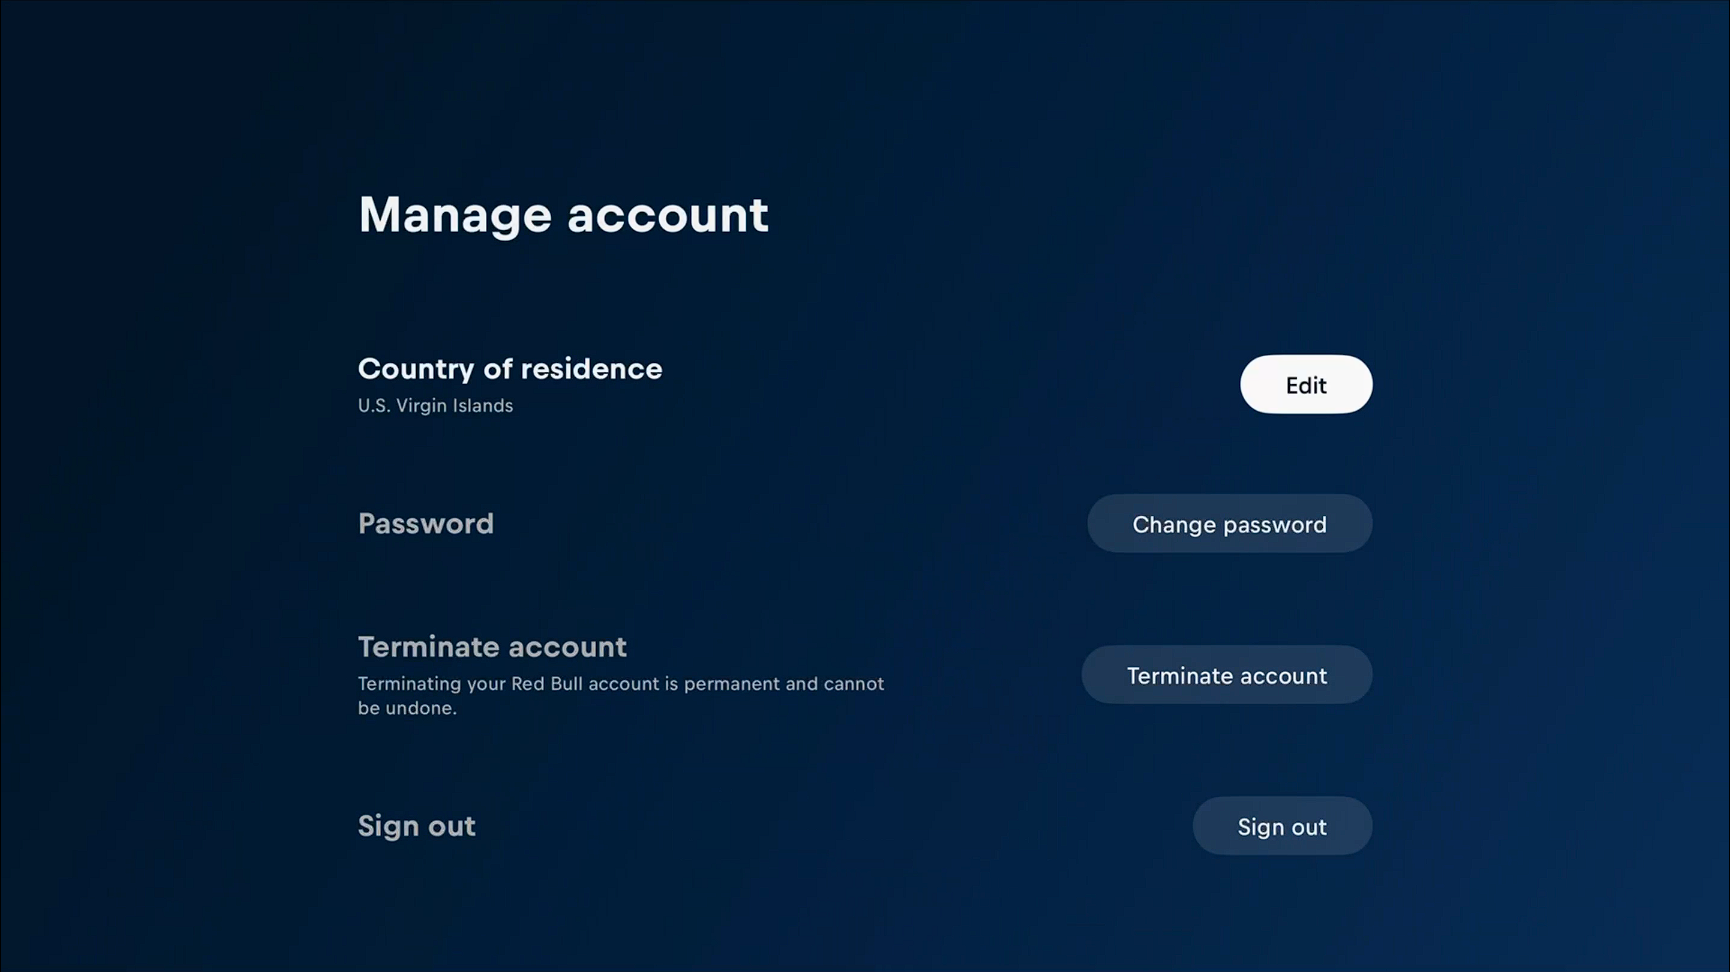 Manage account
Country of residence
U.S. Virgin Islands
Edit
Password
Change password
Terminate account
Terminating your Red Bull account is permanent and cannot
be undone.
Terminate account
Sign out
Sign out